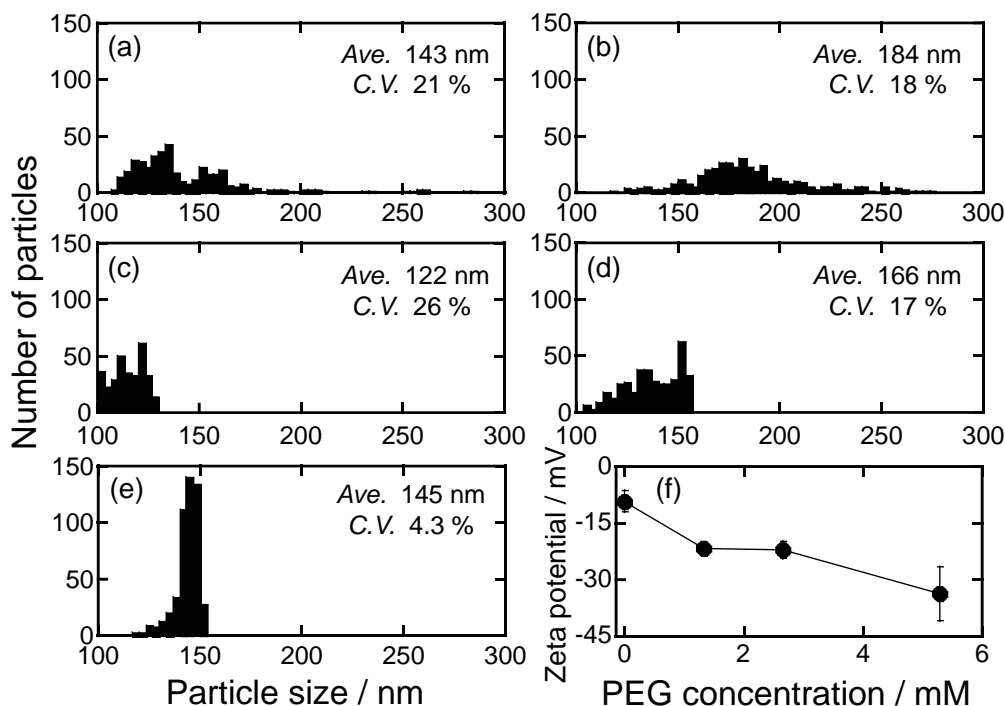 Number of particles
(a)
Ave. 143 nm
C.V. 21 %
150
100
50
0
100 150 200 250 300
(b)
Ave. 184 nm
C.V. 18 %
150
100
50
0
100 150 200 250 300
(c)
Ave. 122 nm
C.V. 26 %
150
100
50
0
100 150 200 250 300
(d)
Ave. 166 nm
C.V. 17 %
150
100
50
0
100 150 200 250 300
(e)
Ave. 145 nm
C.V. 4.3 %
150
100
50
0
100 150 200 250 300
Particle size / nm
(f)
Zeta potential / mV
0
-15
-30
-45
0 2 4 6
PEG concentration / mM